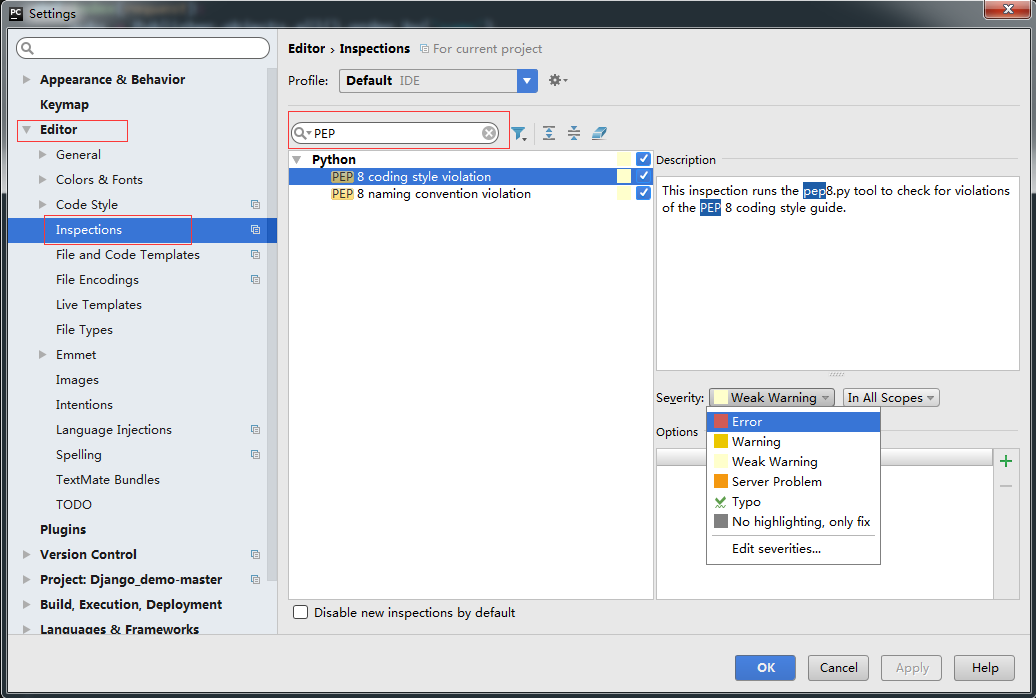 PC Settings
Editor › Inspections For current project
Profile: Default IDE
Appearance & Behavior
Keymap
Editor
General
Colors & Fonts
Code Style
Inspections
File and Code Templates
File Encodings
Live Templates
File Types
Emmet
Images
Intentions
Language Injections
Spelling
TextMate Bundles
TODO
Plugins
Version Control
Project: Django_demo-master
Build, Execution, Deployment
Languages & Frameworks
PEP
Python
PEP 8 coding style violation
PEP 8 naming convention violation
Disable new inspections by default
Description
This inspection runs the pep8.py tool to check for violations
of the PEP 8 coding style guide.
Severity: Weak Warning In All Scopes
Options
Error
Warning
Weak Warning
Server Problem
Typo
No highlighting, only fix
Edit severities...
OK Cancel Apply Help